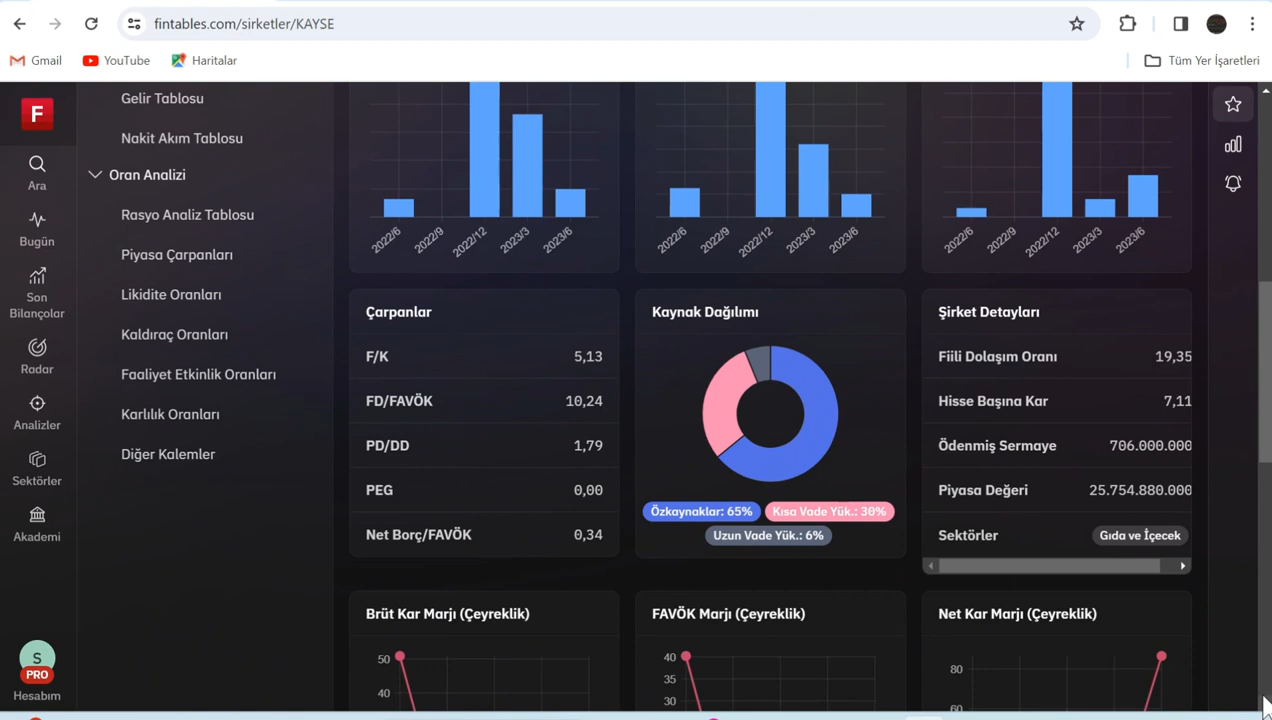 fintables.com/sirketler/KAYSE
Gmail YouTube Haritalar Tüm Yer İşaretleri
F
Ara
Bugün
Son Bilançolar
Radar
Analizler
Sektörler
Akademi
S
PRO
Hesabım
Gelir Tablosu
Nakit Akım Tablosu
Oran Analizi
Rasyo Analiz Tablosu
Piyasa Çarpanları
Likidite Oranları
Kaldıraç Oranları
Faaliyet Etkinlik Oranları
Karlılık Oranları
Diğer Kalemler
2022/6 2022/9 2022/12 2023/3 2023/6
2022/6 2022/9 2022/12 2023/3 2023/6
2022/6 2022/9 2022/12 2023/3 2023/6
Çarpanlar
F/K 5,13
FD/FAVÖK 10,24
PD/DD 1,79
PEG 0,00
Net Borç/FAVÖK 0,34
Kaynak Dağılımı
Özkaynaklar: 65% Kısa Vade Yük.: 30%
Uzun Vade Yük.: 6%
Şirket Detayları
Fiili Dolaşım Oranı 19,35
Hisse Başına Kar 7,11
Ödenmiş Sermaye 706.000.000
Piyasa Değeri 25.754.880.000
Sektörler Gıda ve İçecek
Brüt Kar Marjı (Çeyreklik)
50
40
FAVÖK Marjı (Çeyreklik)
40
35
30
Net Kar Marjı (Çeyreklik)
80
60